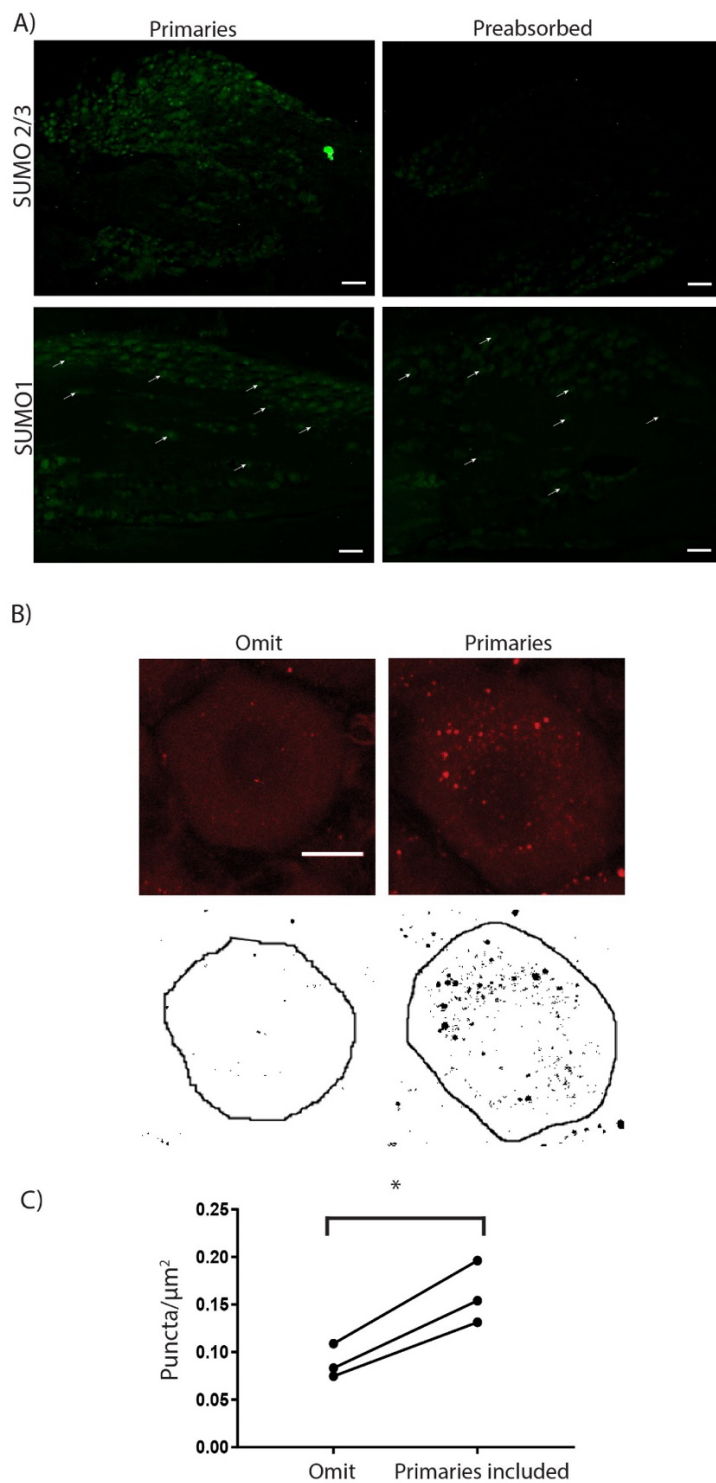 A)
Primaries Preabsorbed
SUMO 2/3
SUMO1
B)
Omit Primaries
C)
*
Puncta/µm²
0.25
0.20
0.15
0.10
0.05
0.00
Omit Primaries included